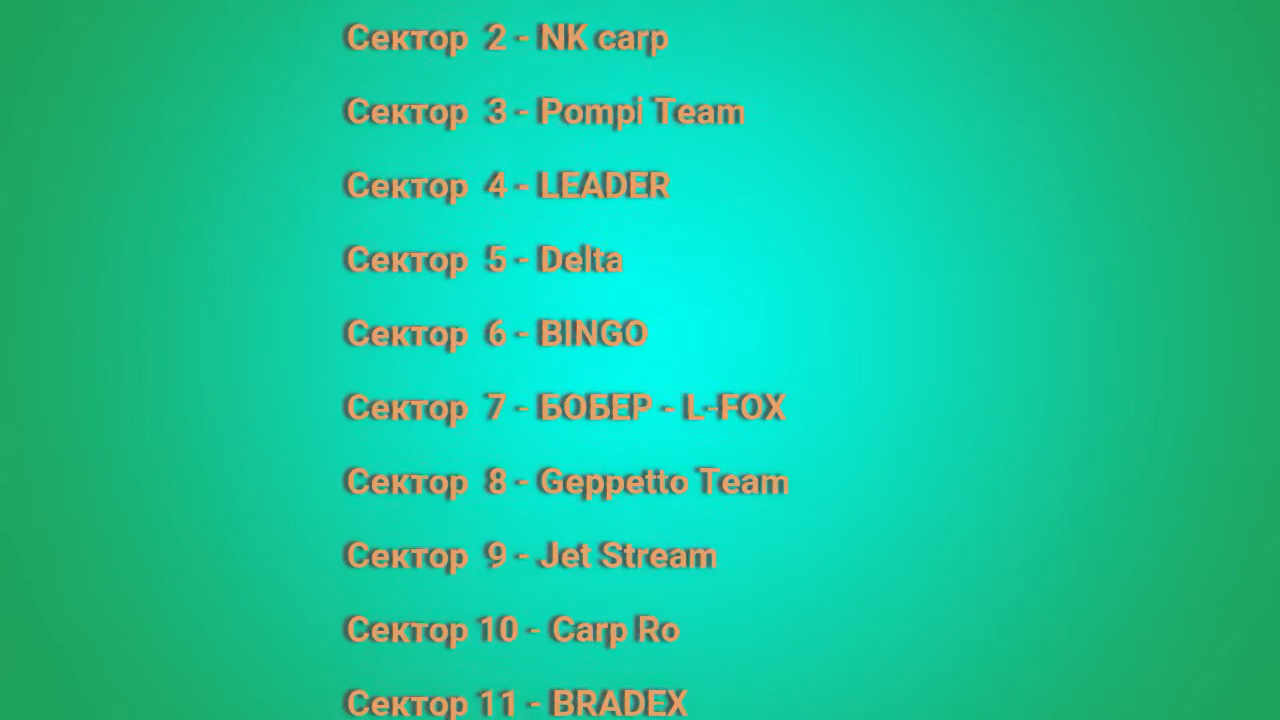 Сектор  2 - NK carp
Сектор  3 - Pompi Team
Сектор  4 - LEADER
Сектор  5 - Delta
Сектор  6 - BINGO
Сектор  7 - БОБЕР - L-FOX
Сектор  8 - Geppetto Team
Сектор  9 - Jet Stream
Сектор 10 - Carp Ro
Сектор 11 - BRADEX